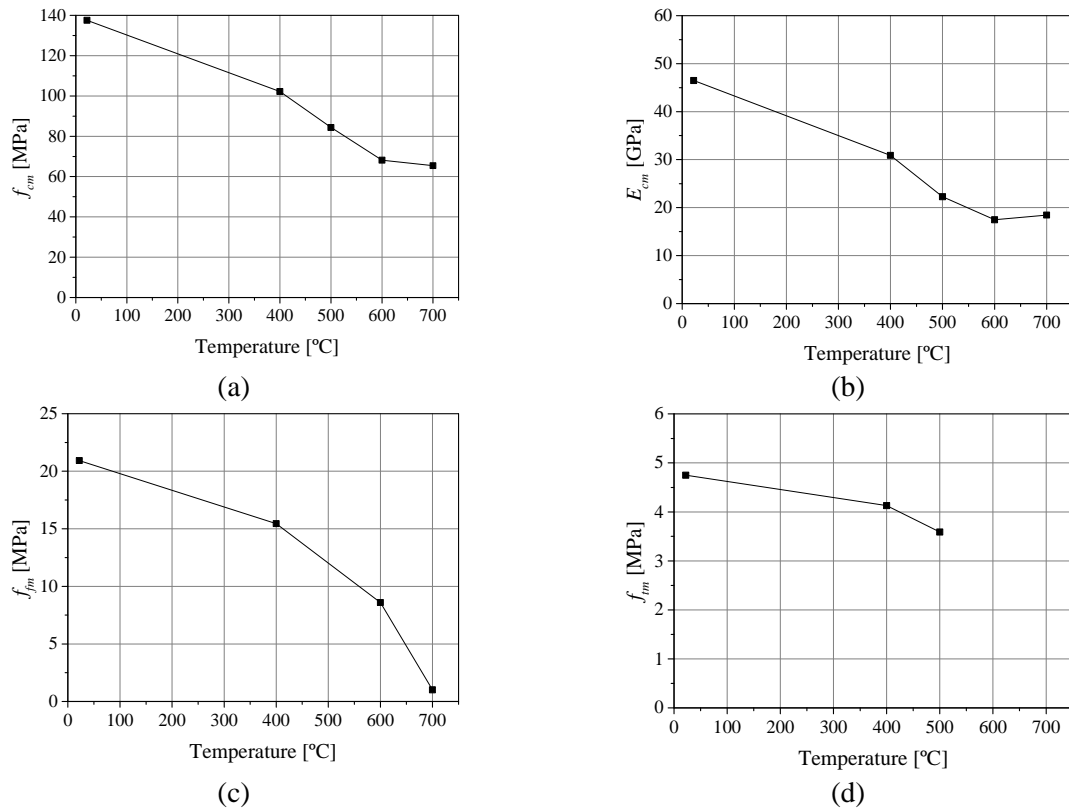 140
120
100
80
60
40
20
0
f_cm [MPa]
0 100 200 300 400 500 600 700
Temperature [ºC]
(a)
60
50
40
30
20
10
0
E_cm [GPa]
0 100 200 300 400 500 600 700
Temperature [ºC]
(b)
25
20
15
10
5
0
f_fm [MPa]
0 100 200 300 400 500 600 700
Temperature [ºC]
(c)
6
5
4
3
2
1
0
f_tm [MPa]
0 100 200 300 400 500 600 700
Temperature [ºC]
(d)